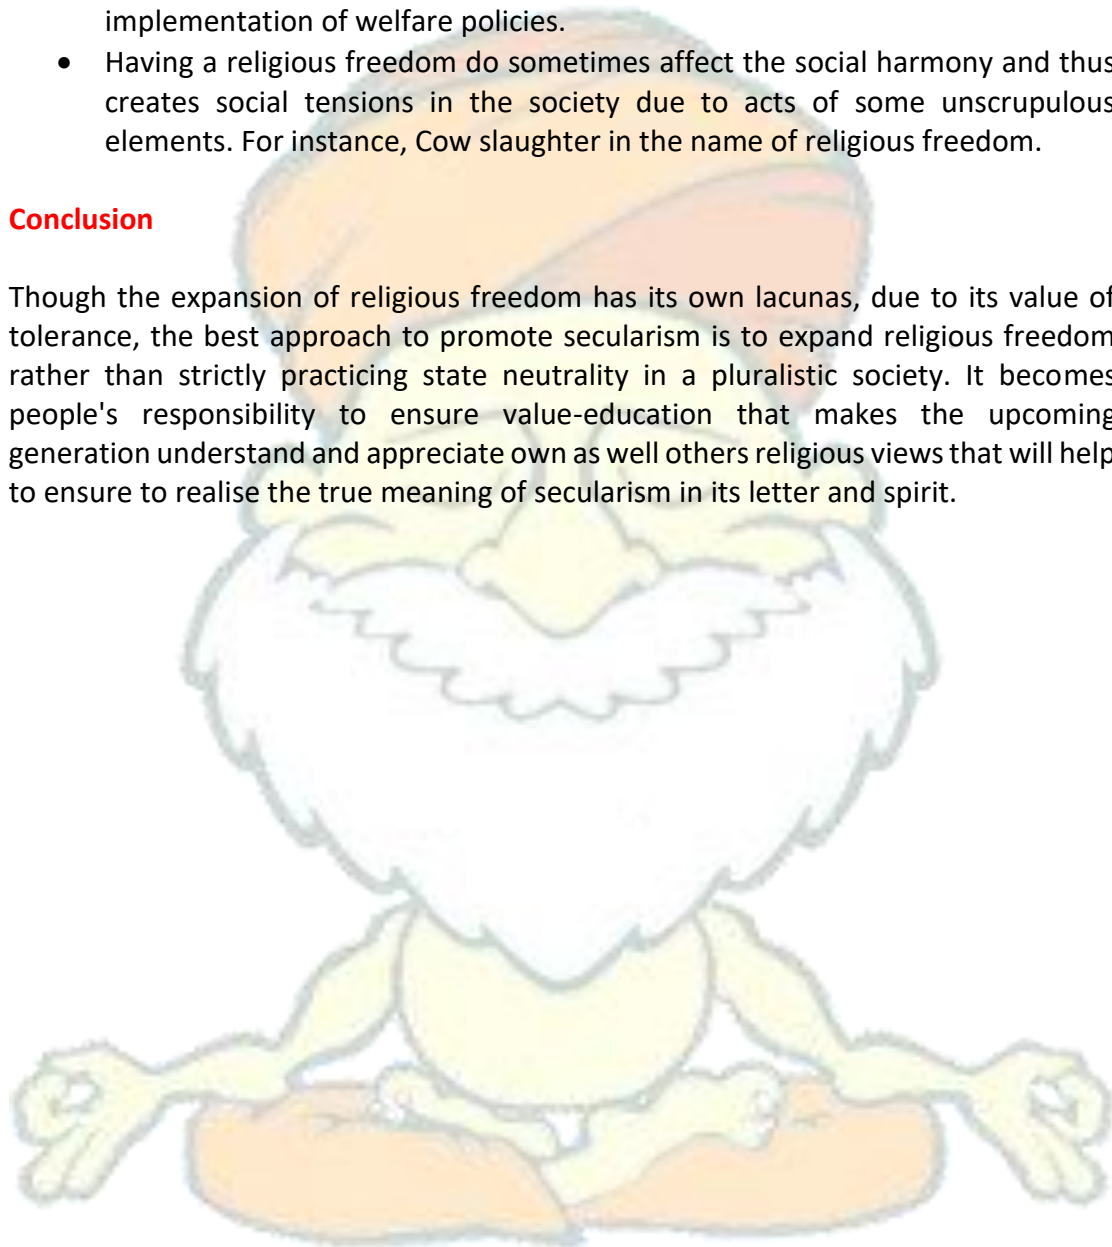 implementation of welfare policies.
• Having a religious freedom do sometimes affect the social harmony and thus
creates social tensions in the society due to acts of some unscrupulous
elements. For instance, Cow slaughter in the name of religious freedom.
Conclusion
Though the expansion of religious freedom has its own lacunas, due to its value of
tolerance, the best approach to promote secularism is to expand religious freedom
rather than strictly practicing state neutrality in a pluralistic society. It becomes
people's responsibility to ensure value-education that makes the upcoming
generation understand and appreciate own as well others religious views that will help
to ensure to realise the true meaning of secularism in its letter and spirit.